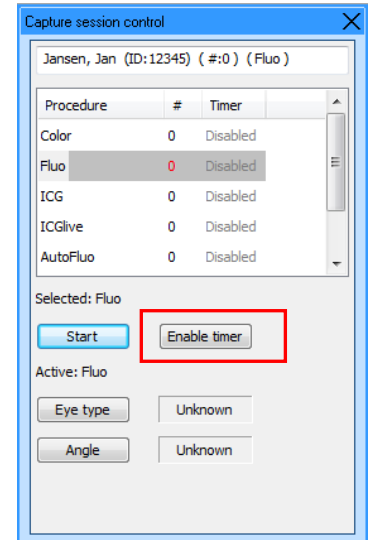 Capture session control
Jansen, Jan (ID:12345) ( #:0 ) ( Fluo )
Procedure # Timer
Color 0 Disabled
Fluo 0 Disabled
ICG 0 Disabled
ICGlive 0 Disabled
AutoFluo 0 Disabled
Selected: Fluo
Start Enable timer
Active: Fluo
Eye type Unknown
Angle Unknown